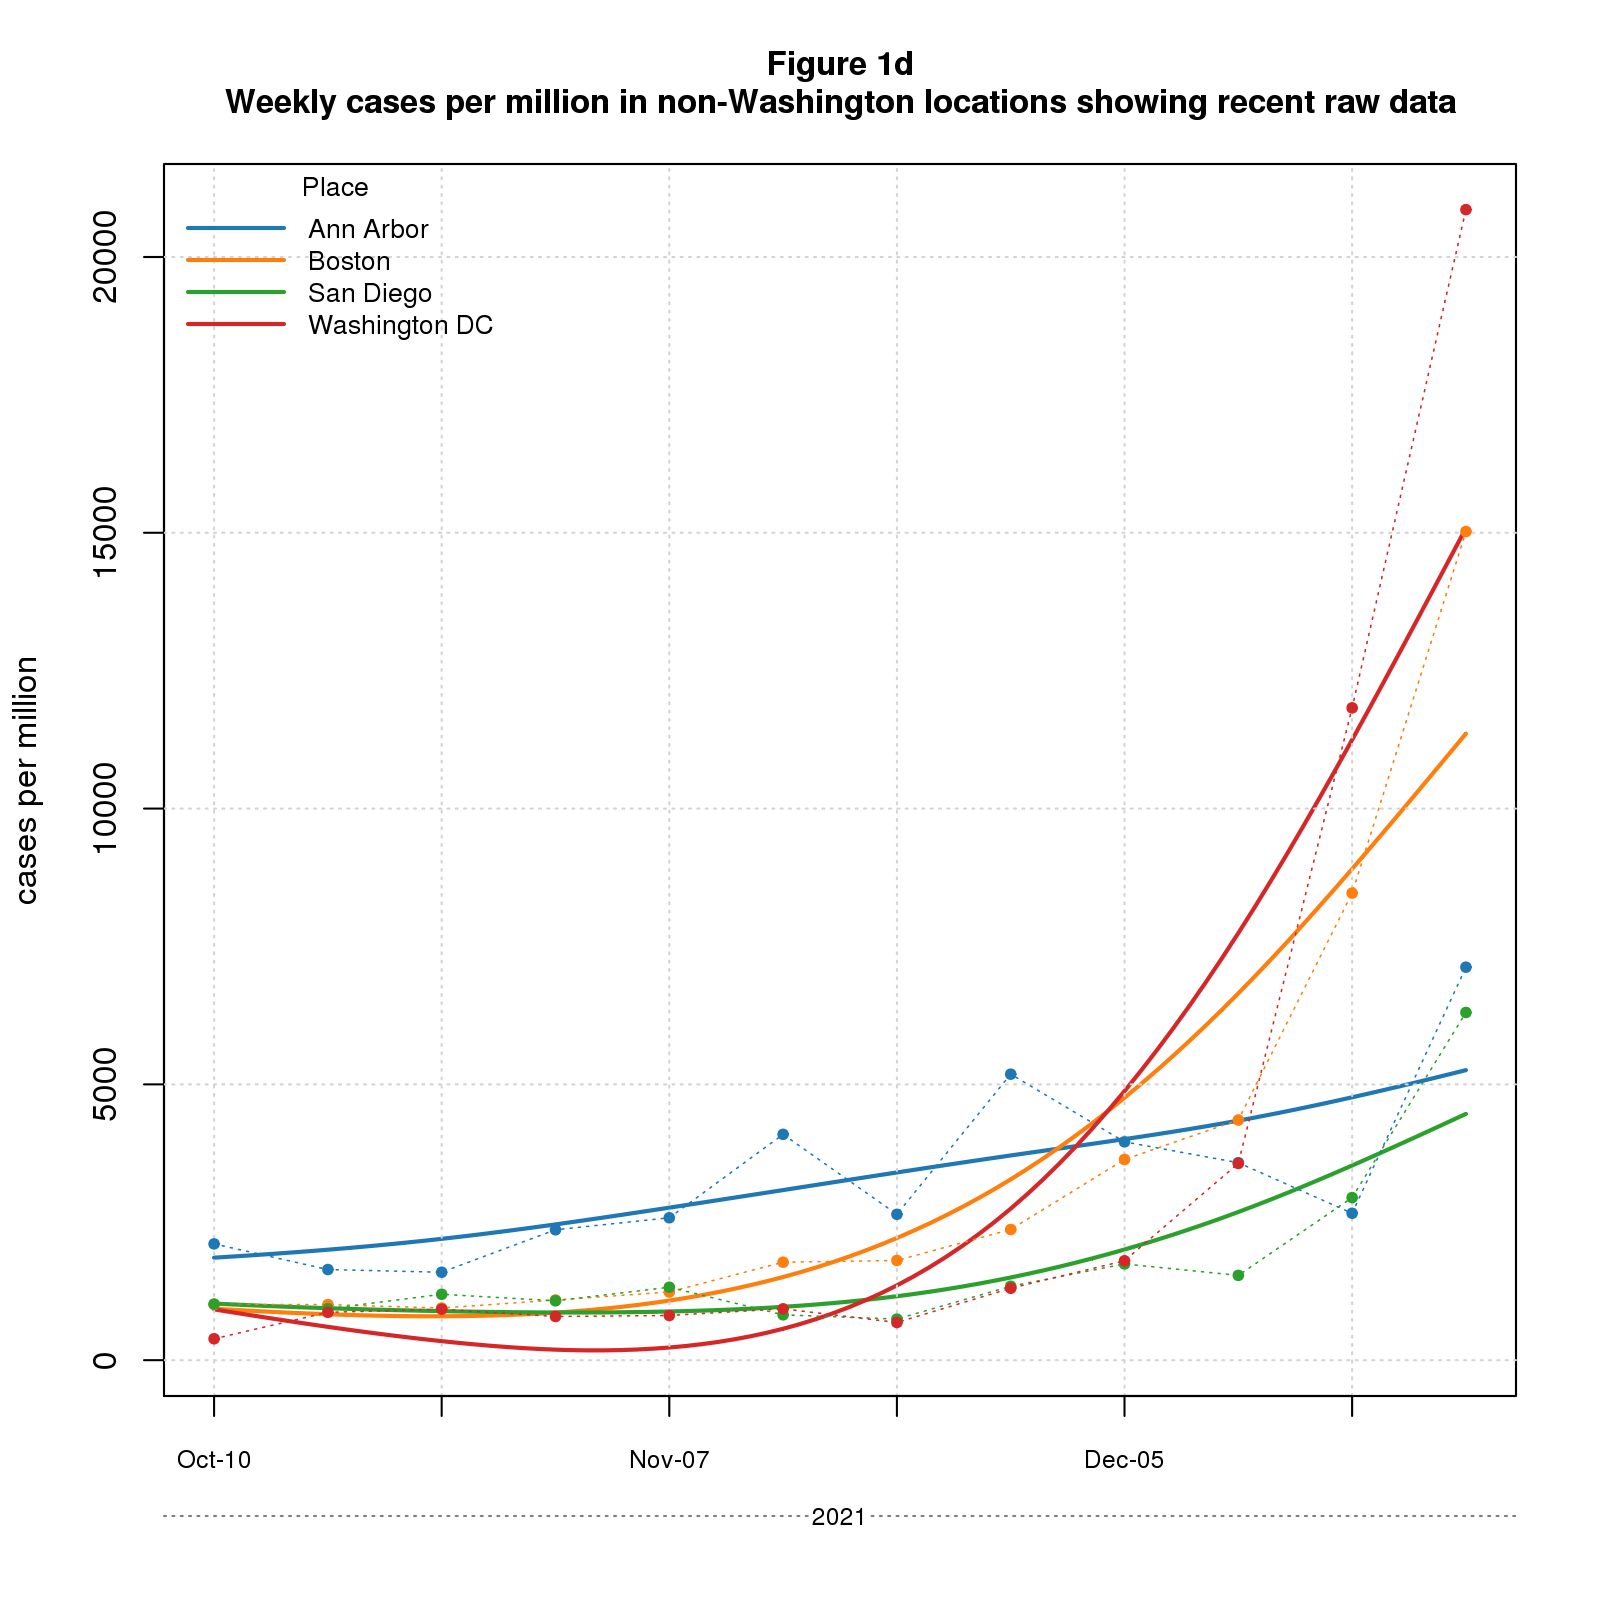 Figure 1d
Weekly cases per million in non-Washington locations showing recent raw data
Place
Ann Arbor
Boston
San Diego
Washington DC
cases per million
20000
15000
10000
5000
0
Oct-10 Nov-07 Dec-05
2021